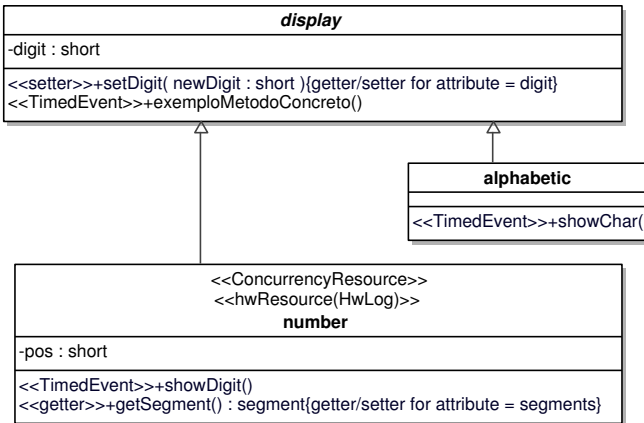 display
-digit : short
<<setter>>+setDigit( newDigit : short ){getter/setter for attribute = digit}
<<TimedEvent>>+exemploMetodoConcreto()
alphabetic
<<TimedEvent>>+showChar(
<<ConcurrencyResource>>
<<hwResource(HwLog)>>
number
-pos : short
<<TimedEvent>>+showDigit()
<<getter>>+getSegment() : segment{getter/setter for attribute = segments}